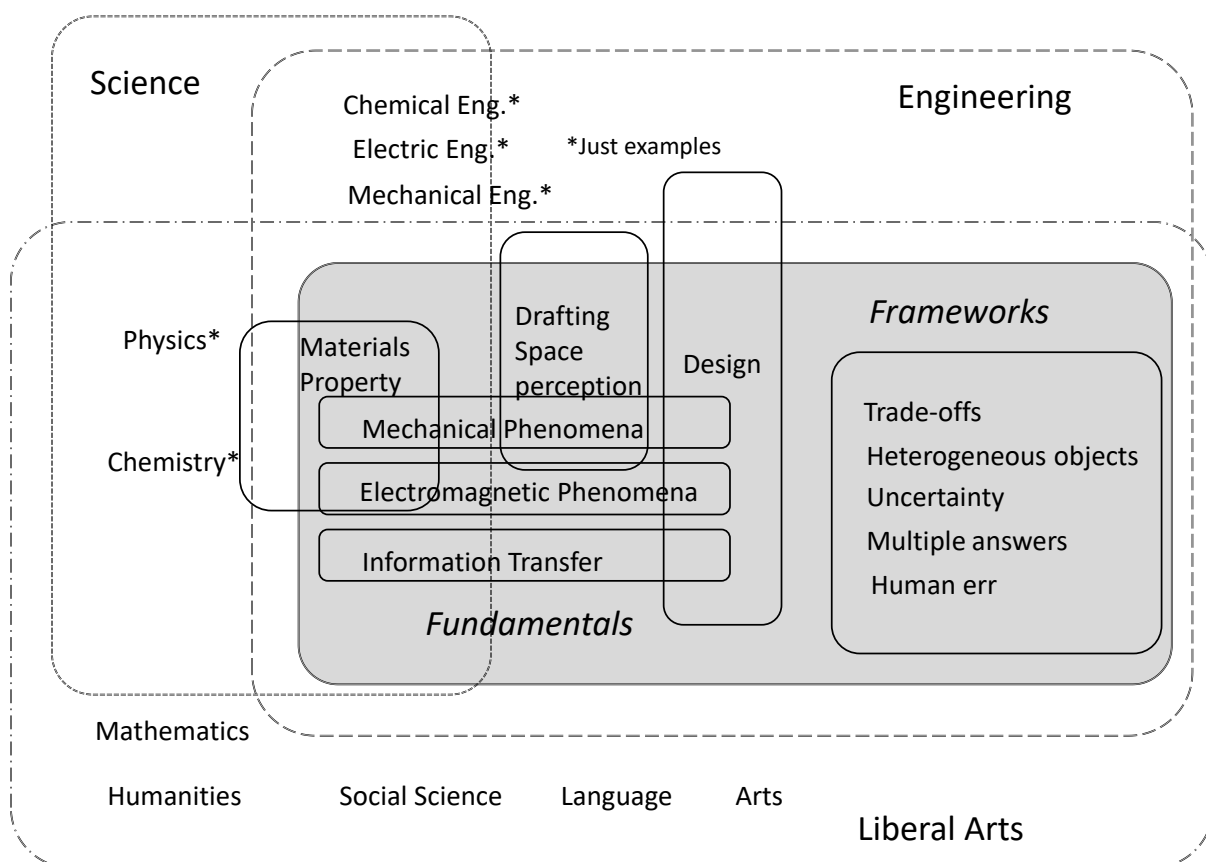 Science
Engineering
Chemical Eng.*
Electric Eng.*
*Just examples
Mechanical Eng.*
Physics*
Chemistry*
Materials
Property
Drafting
Space
perception
Design
Frameworks
Mechanical Phenomena
Electromagnetic Phenomena
Information Transfer
Fundamentals
Trade-offs
Heterogeneous objects
Uncertainty
Multiple answers
Human err
Mathematics
Humanities
Social Science
Language
Arts
Liberal Arts